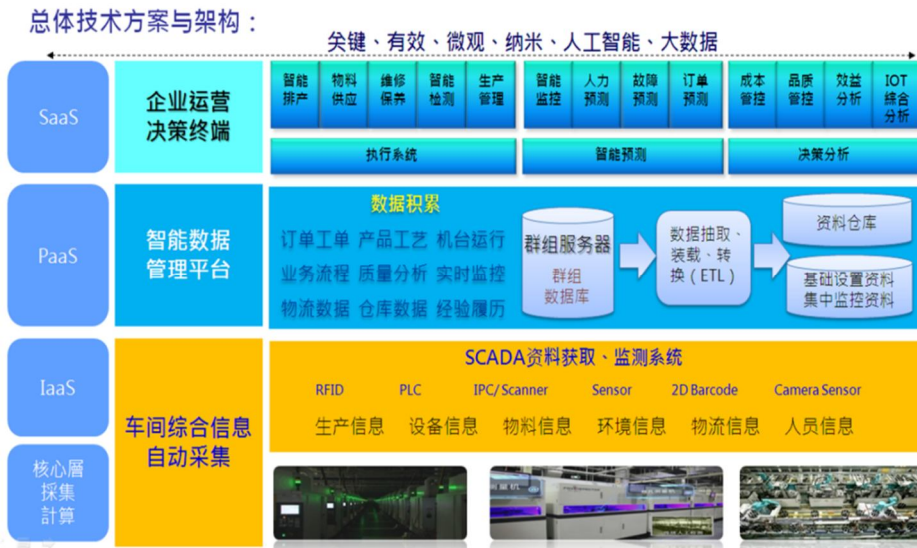 总体技术方案与架构：
关键、有效、微观、纳米、人工智能、大数据
SaaS
企业运营
决策终端
智能
排产
物料
供应
维修
保养
智能
检测
生产
管理
智能
监控
人力
预测
故障
预测
订单
预测
成本
管控
品质
管控
效益
分析
IOT
综合
分析
执行系统
智能预测
决策分析
PaaS
智能数据
管理平台
数据积累
订单工单 产品工艺 机台运行
业务流程 质量分析 实时监控
物流数据 仓库数据 经验履历
群组服务器
群组
数据库
数据抽取、
装载、转
换（ETL）
资料仓库
基础设置资料
集中监控资料
IaaS
核心層
採集
計算
车间综合信息
自动采集
SCADA资料获取、监测系统
RFID PLC IPC/Scanner Sensor 2D Barcode Camera Sensor
生产信息 设备信息 物料信息 环境信息 物流信息 人员信息